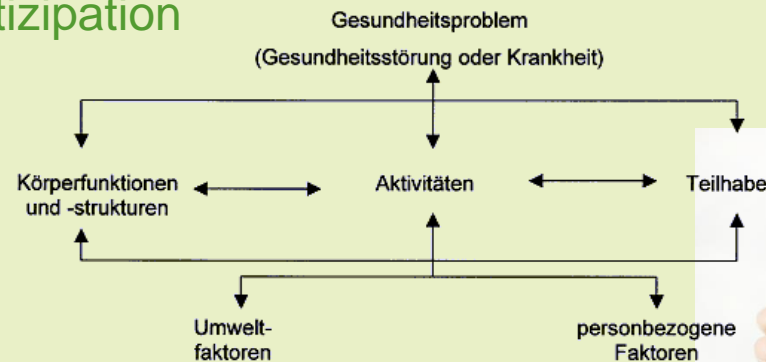 tizipation
Gesundheitsproblem
(Gesundheitsstörung oder Krankheit)
Körperfunktionen
und -strukturen
Aktivitäten
Teilhabe
Umwelt-
faktoren
personbezogene
Faktoren